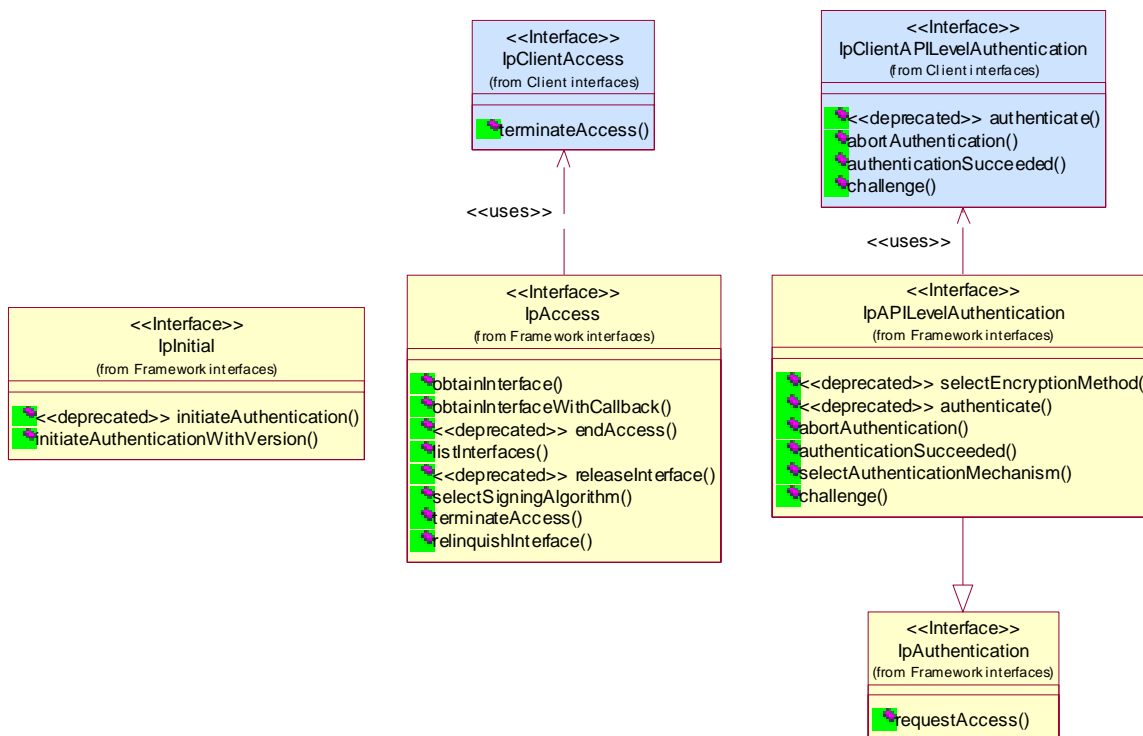 <<Interface>>
IpClientAccess
(from Client interfaces)
terminateAccess()
<<Interface>>
IpClientAPILevelAuthentication
(from Client interfaces)
<<deprecated>> authenticate()
abortAuthentication()
authenticationSucceeded()
challenge()
<<uses>>
<<uses>>
<<Interface>>
IpInitial
(from Framework interfaces)
<<deprecated>> initiateAuthentication()
initiateAuthenticationWithVersion()
<<Interface>>
IpAccess
(from Framework interfaces)
obtainInterface()
obtainInterfaceWithCallback()
<<deprecated>> endAccess()
listInterfaces()
<<deprecated>> releaseInterface()
selectSigningAlgorithm()
terminateAccess()
relinquishInterface()
<<Interface>>
IpAPILevelAuthentication
(from Framework interfaces)
<<deprecated>> selectEncryptionMethod(
<<deprecated>> authenticate()
abortAuthentication()
authenticationSucceeded()
selectAuthenticationMechanism()
challenge()
<<Interface>>
IpAuthentication
(from Framework interfaces)
requestAccess()